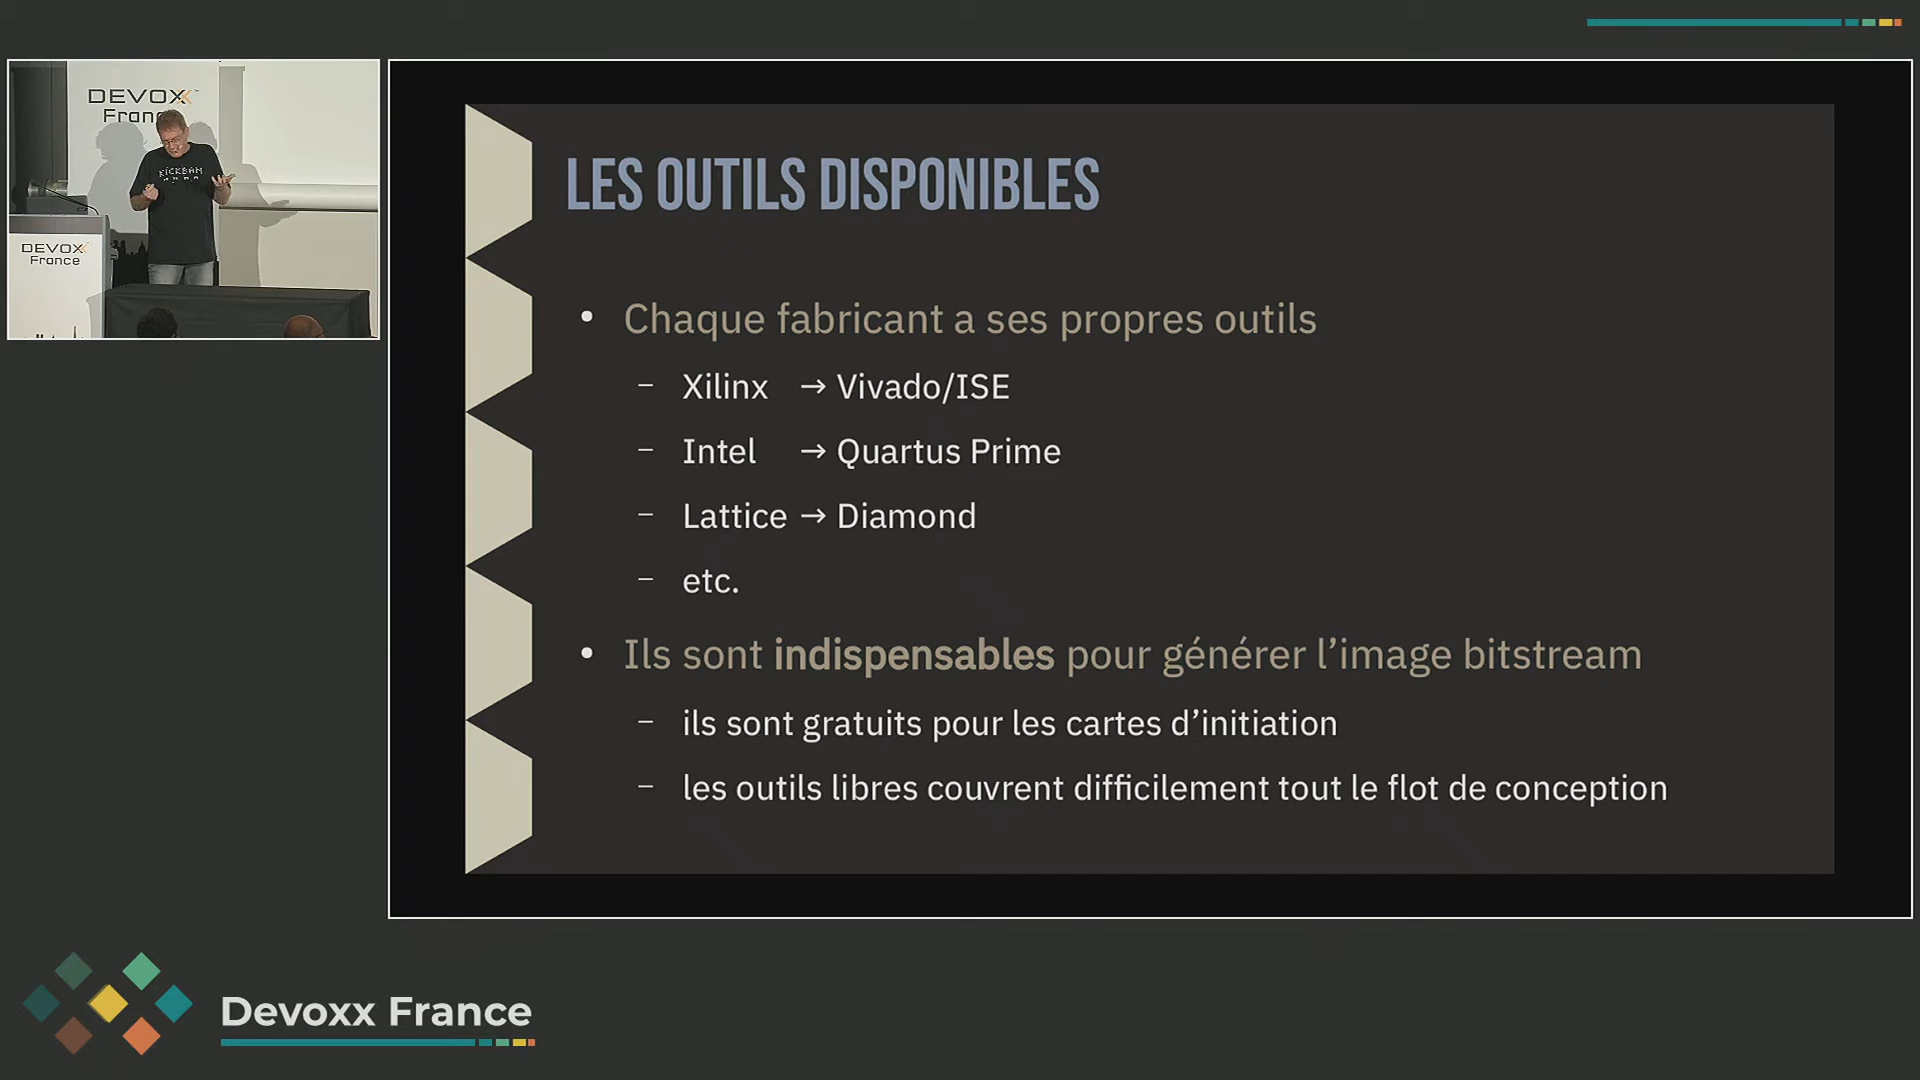 DEVOXX
France
KICKBAN
DEVOXX
France
LES OUTILS DISPONIBLES
• Chaque fabricant a ses propres outils
– Xilinx → Vivado/ISE
– Intel → Quartus Prime
– Lattice → Diamond
– etc.
• Ils sont indispensables pour générer l’image bitstream
– ils sont gratuits pour les cartes d’initiation
– les outils libres couvrent difficilement tout le flot de conception
Devoxx France